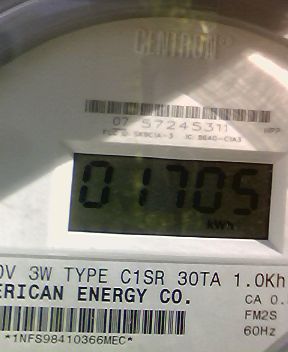 CENTRON®
07 57245311
01705
kWh
0V 3W TYPE C1SR 30TA 1.0Kh
ERICAN ENERGY CO.
CA 0.
FM2S
60Hz
*1NFS98410366MEC*